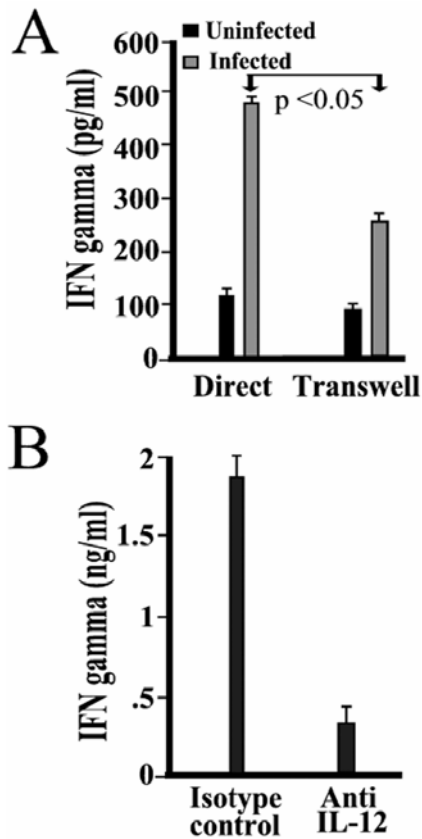 A
600
500
400
300
200
100
0
IFN gamma (pg/ml)
Uninfected
Infected
p <0.05
Direct Transwell
B
2
1.5
1
.5
0
IFN gamma (ng/ml)
Isotype Anti
control IL-12